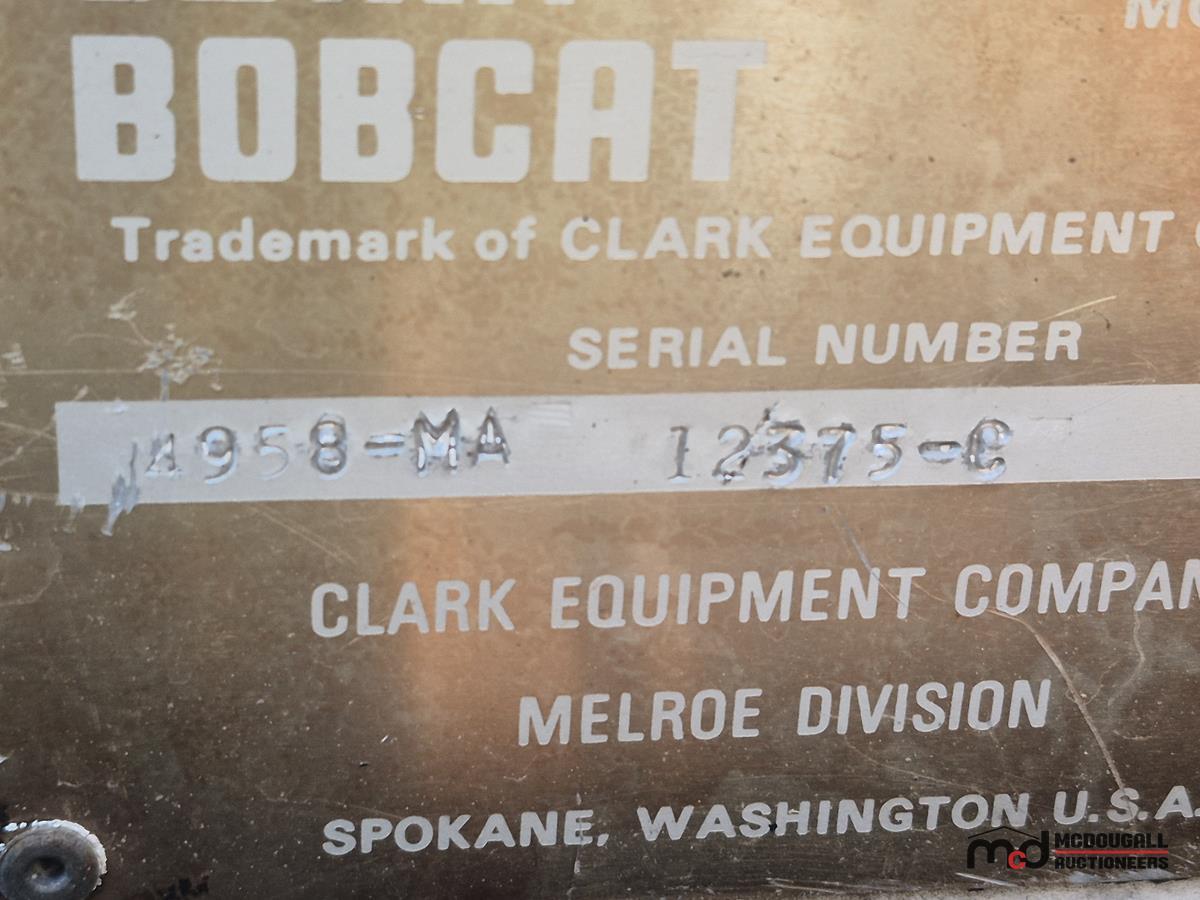 BOBCAT
Trademark of CLARK EQUIPMENT
SERIAL NUMBER
4958-MA 12375-C
CLARK EQUIPMENT COMPAN
MELROE DIVISION
SPOKANE, WASHINGTON U.S.A.
mcd MCDOUGALL
AUCTIONEERS